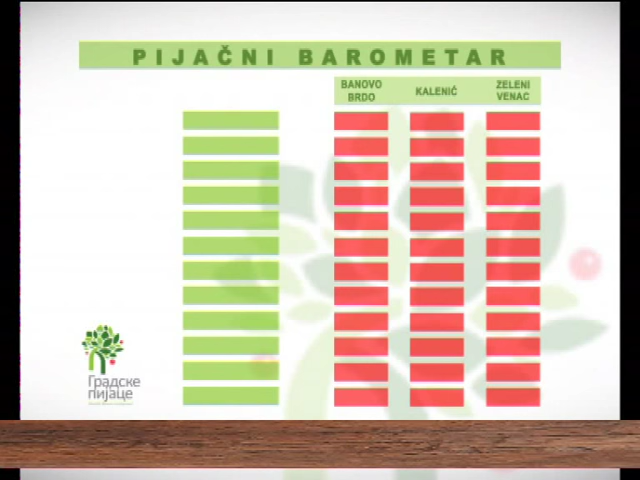 PIJAČNI BAROMETAR
BANOVO
BRDO
KALENIĆ
ZELENI
VENAC
Градске
пијаце